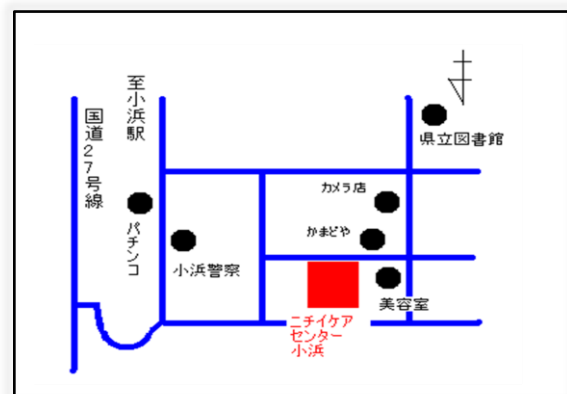 至小浜駅
国道27号線
県立図書館
カメラ店
パチンコ
かまどや
小浜警察
美容室
ニチイケア
センター
小浜